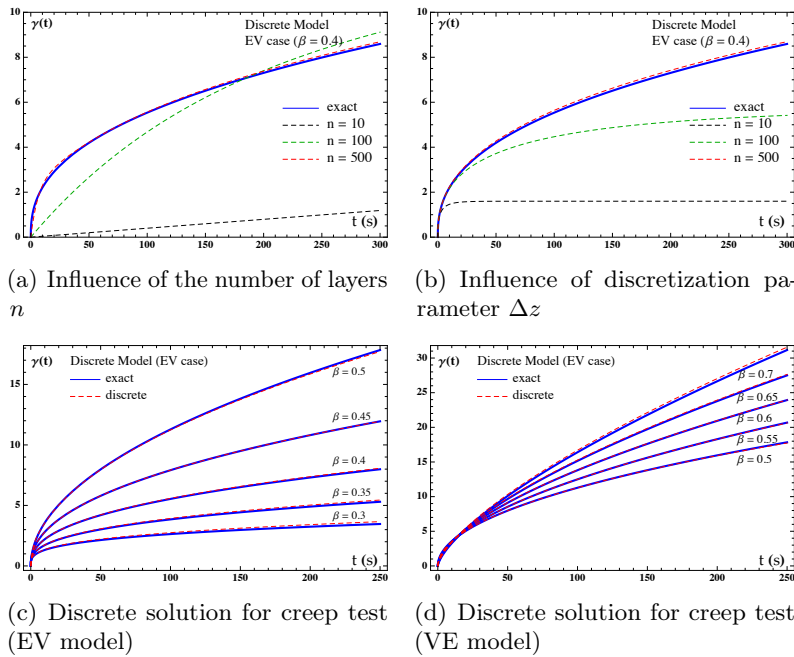 γ(t)
Discrete Model
EV case (β = 0.4)
exact
n = 10
n = 100
n = 500
t (s)
0
2
4
6
8
10
0
50
100
150
200
250
300
(a) Influence of the number of layers
n
γ(t)
Discrete Model
EV case (β = 0.4)
exact
n = 10
n = 100
n = 500
t (s)
0
2
4
6
8
10
0
50
100
150
200
250
300
(b) Influence of discretization pa-
rameter Δz
γ(t)
Discrete Model (EV case)
exact
discrete
β = 0.5
β = 0.45
β = 0.4
β = 0.35
β = 0.3
t (s)
0
5
10
15
0
50
100
150
200
250
(c) Discrete solution for creep test
(EV model)
γ(t)
Discrete Model (EV case)
exact
discrete
β = 0.7
β = 0.65
β = 0.6
β = 0.55
β = 0.5
t (s)
0
5
10
15
20
25
30
0
50
100
150
200
250
(d) Discrete solution for creep test
(VE model)